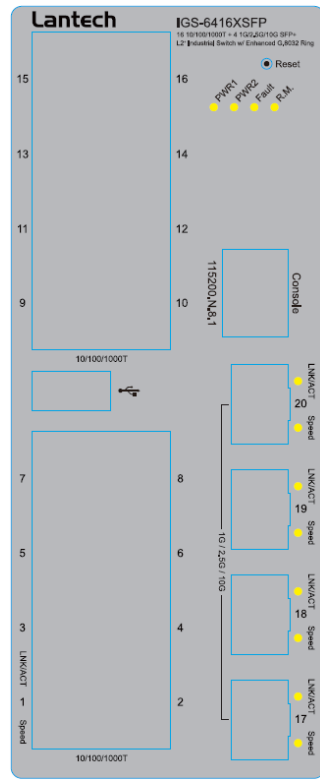 Lantech
IGS-6416XSFP
16 10/100/1000T + 4 1G/2.5G/10G SFP+
L2+ Industrial Switch w/ Enhanced G.8032 Ring
Reset
PWR1 PWR2 Fault R.M.
15 16
13 14
11 12
9 10
10/100/1000T
115200,N,8,1
Console
LNK/ACT
20
Speed
LNK/ACT
19
Speed
1G / 2.5G / 10G
LNK/ACT
18
Speed
LNK/ACT
17
Speed
7 8
5 6
3 4
LNK/ACT
1 2
Speed
10/100/1000T